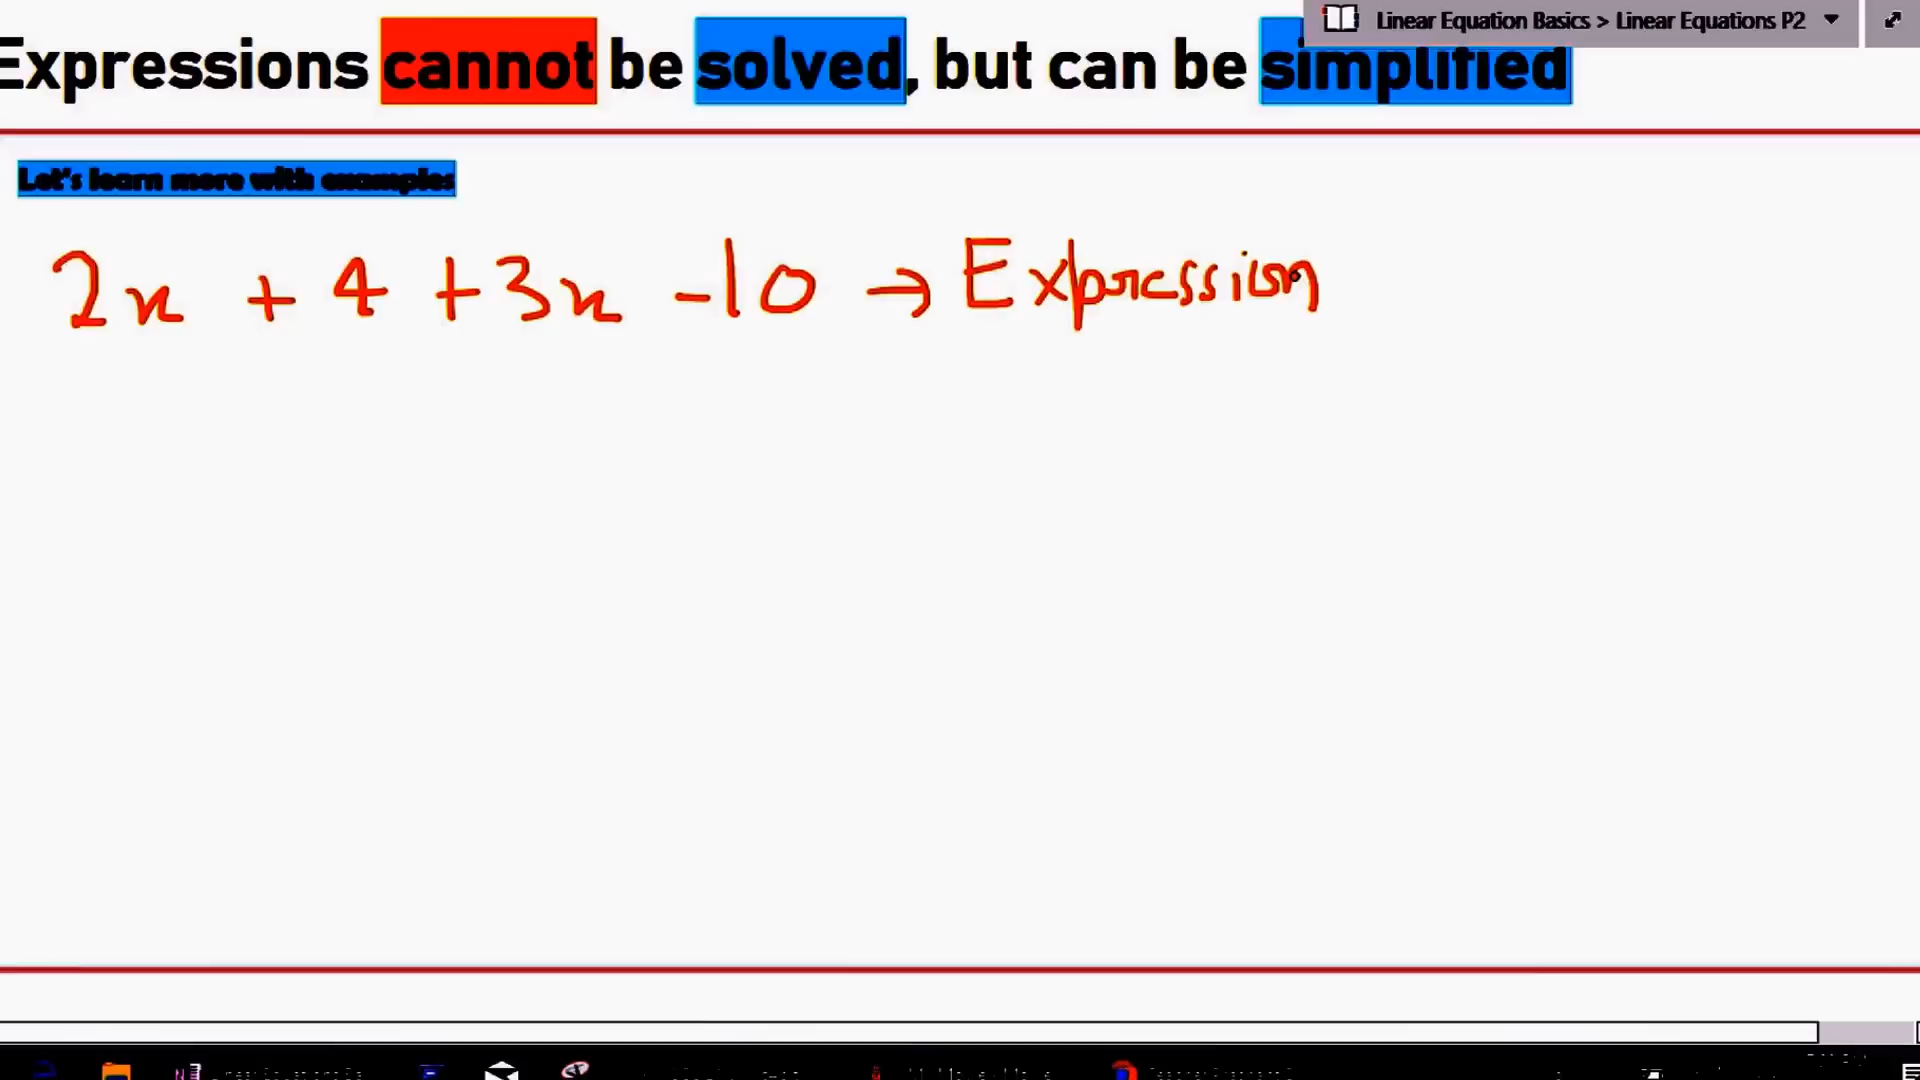 Linear Equation Basics > Linear Equations P2
Expressions cannot be solved, but can be simplified
Let's learn more with examples
2x + 4 + 3x - 10 → Expression